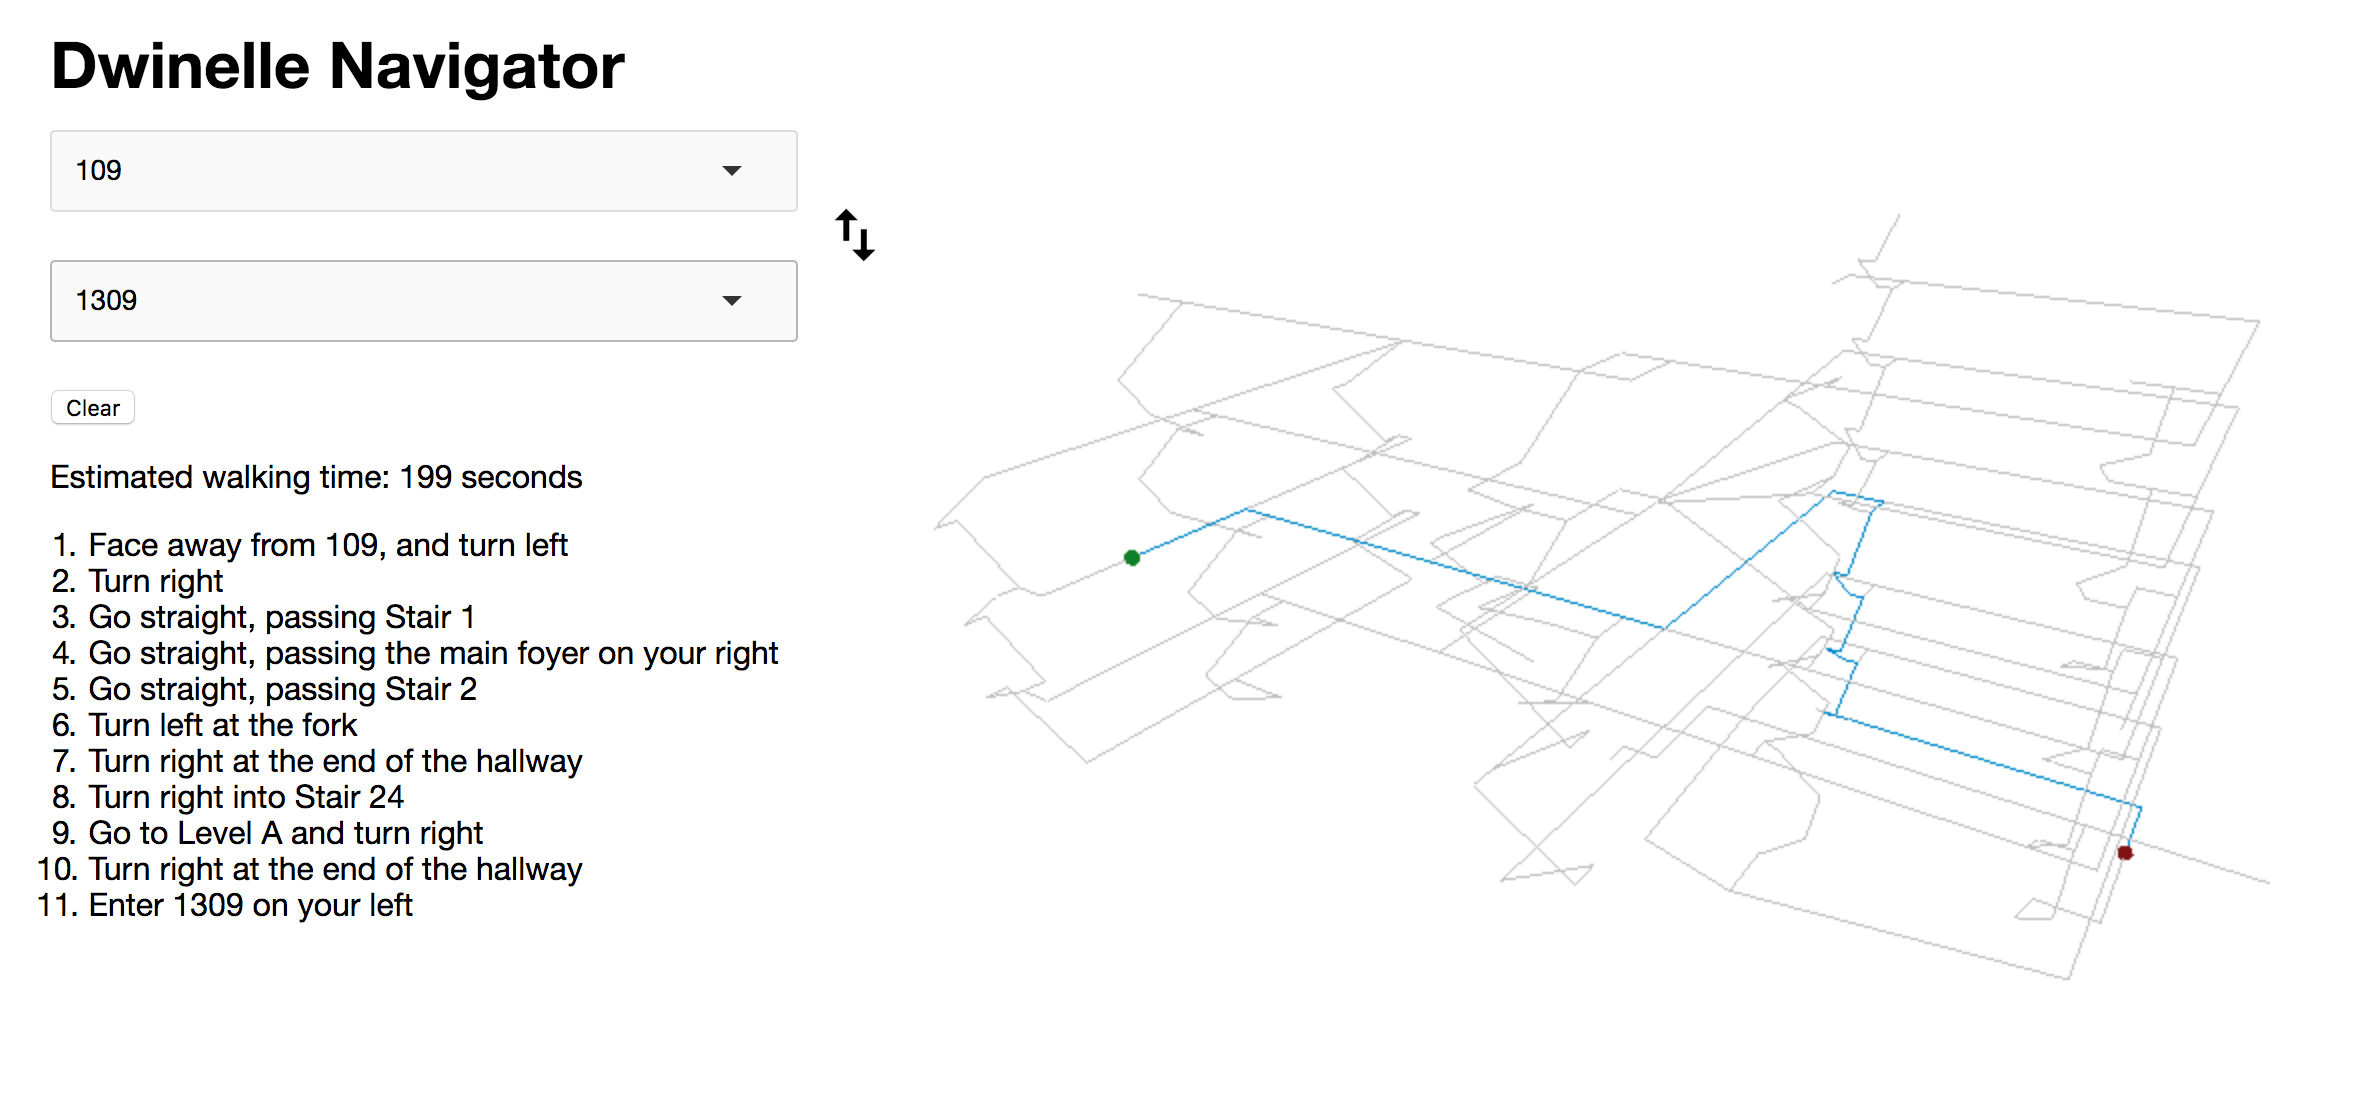 Dwinelle Navigator
109
1309
Clear
Estimated walking time: 199 seconds
1. Face away from 109, and turn left
2. Turn right
3. Go straight, passing Stair 1
4. Go straight, passing the main foyer on your right
5. Go straight, passing Stair 2
6. Turn left at the fork
7. Turn right at the end of the hallway
8. Turn right into Stair 24
9. Go to Level A and turn right
10. Turn right at the end of the hallway
11. Enter 1309 on your left